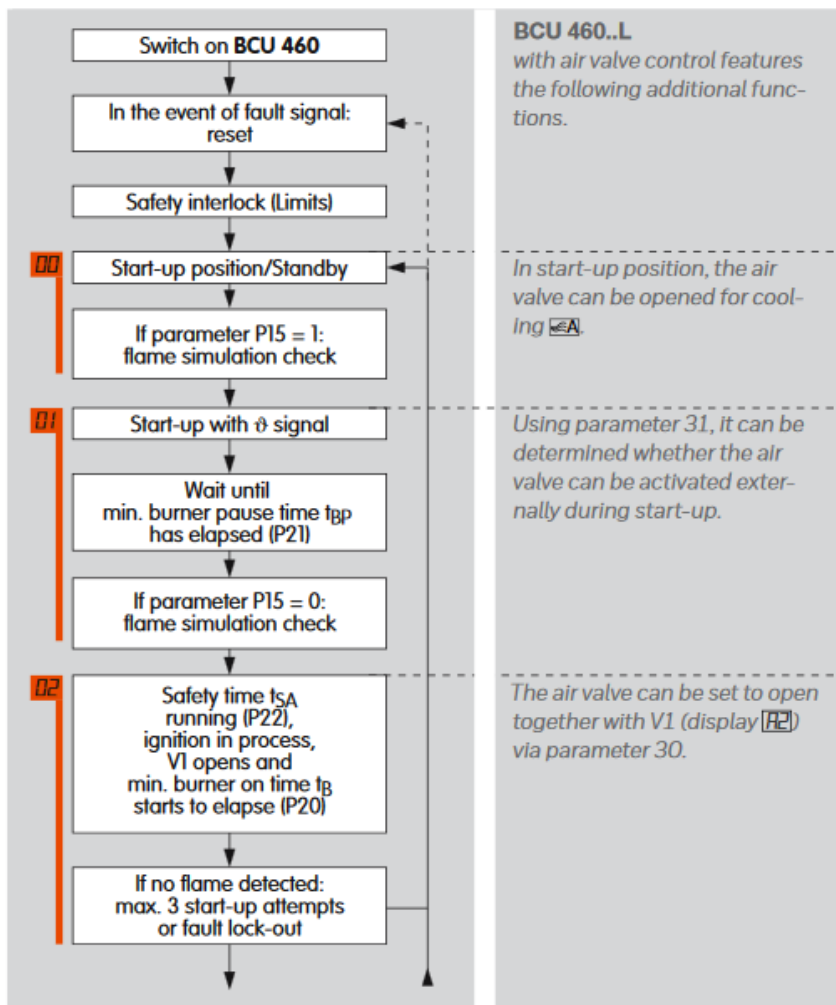 Switch on BCU 460
In the event of fault signal:
reset
Safety interlock (Limits)
00
Start-up position/Standby
If parameter P15 = 1:
flame simulation check
01
Start-up with ϑ signal
Wait until
min. burner pause time tBP
has elapsed (P21)
If parameter P15 = 0:
flame simulation check
02
Safety time tSA
running (P22),
ignition in process,
V1 opens and
min. burner on time tB
starts to elapse (P20)
If no flame detected:
max. 3 start-up attempts
or fault lock-out
BCU 460..L
with air valve control features
the following additional func-
tions.
In start-up position, the air
valve can be opened for cool-
ing A.
Using parameter 31, it can be
determined whether the air
valve can be activated exter-
nally during start-up.
The air valve can be set to open
together with V1 (display A2)
via parameter 30.